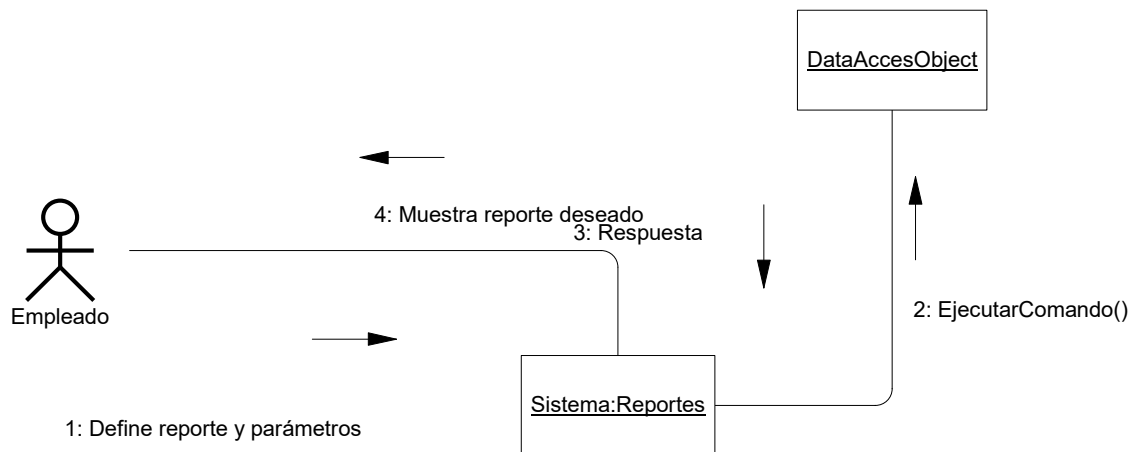 DataAccesObject
4: Muestra reporte deseado
3: Respuesta
Empleado
2: EjecutarComando()
Sistema:Reportes
1: Define reporte y parámetros